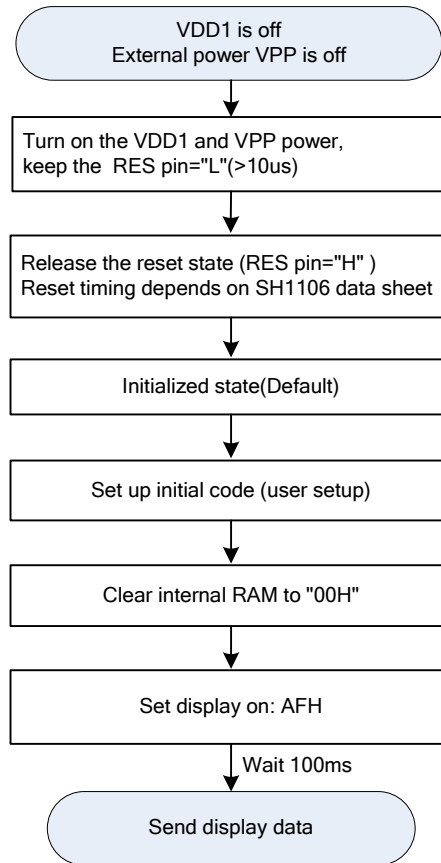 VDD1 is off
External power VPP is off
Turn on the VDD1 and VPP power,
keep the RES pin="L"(>10us)
Release the reset state (RES pin="H" )
Reset timing depends on SH1106 data sheet
Initialized state(Default)
Set up initial code (user setup)
Clear internal RAM to "00H"
Set display on: AFH
Wait 100ms
Send display data